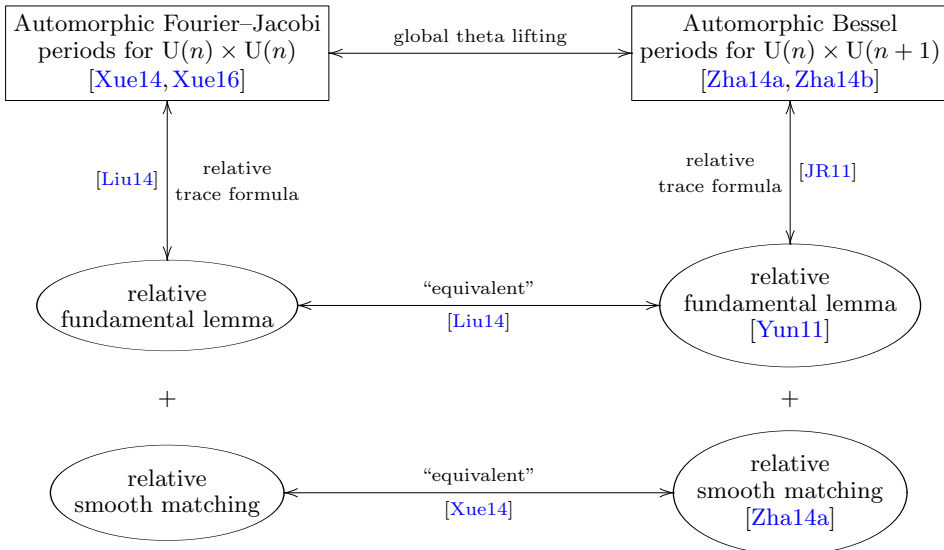 Automorphic Fourier–Jacobi
periods for U(n) × U(n)
[Xue14, Xue16]
global theta lifting
Automorphic Bessel
periods for U(n) × U(n + 1)
[Zha14a, Zha14b]
[Liu14]
relative
trace formula
relative
trace formula
[JR11]
relative
fundamental lemma
“equivalent”
[Liu14]
relative
fundamental lemma
[Yun11]
+
+
relative
smooth matching
“equivalent”
[Xue14]
relative
smooth matching
[Zha14a]